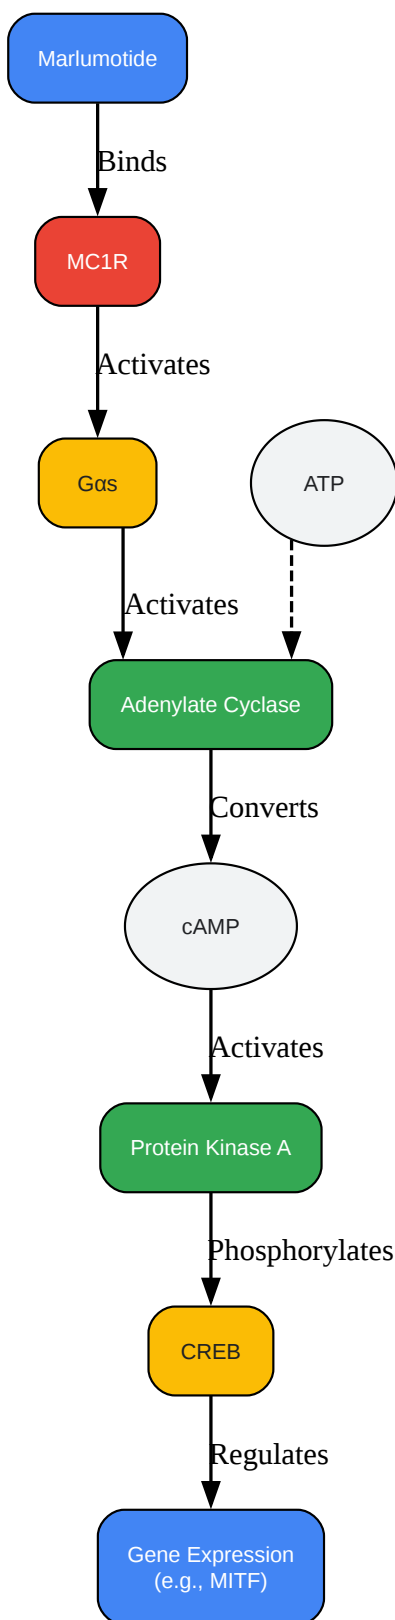 Marlumotide
Binds
MC1R
Activates
Gαs
ATP
Activates
Adenylate Cyclase
Converts
cAMP
Activates
Protein Kinase A
Phosphorylates
CREB
Regulates
Gene Expression
(e.g., MITF)